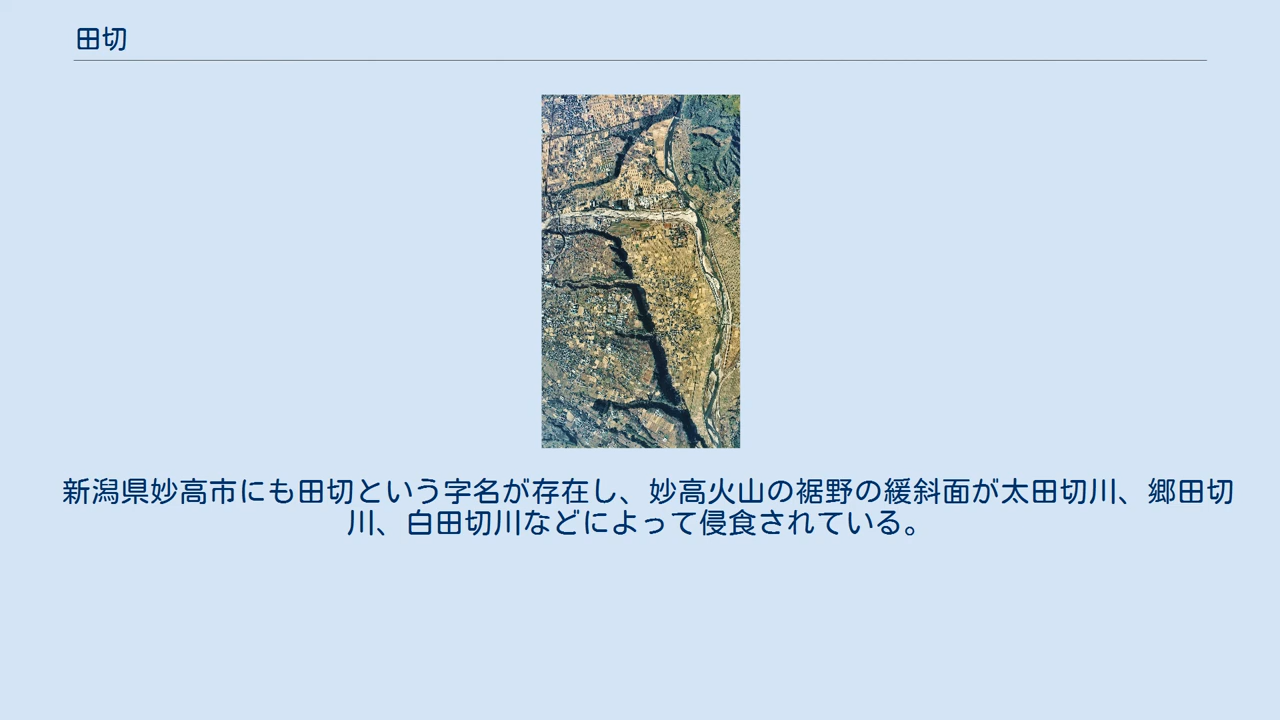 田切
新潟県妙高市にも田切という字名が存在し、妙高火山の裾野の緩斜面が太田切川、郷田切
川、白田切川などによって侵食されている。